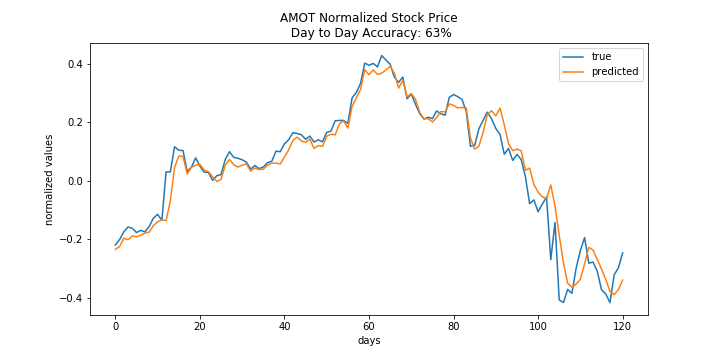 AMOT Normalized Stock Price
Day to Day Accuracy: 63%
true
predicted
normalized values
0.4
0.2
0.0
−0.2
−0.4
0
20
40
60
80
100
120
days